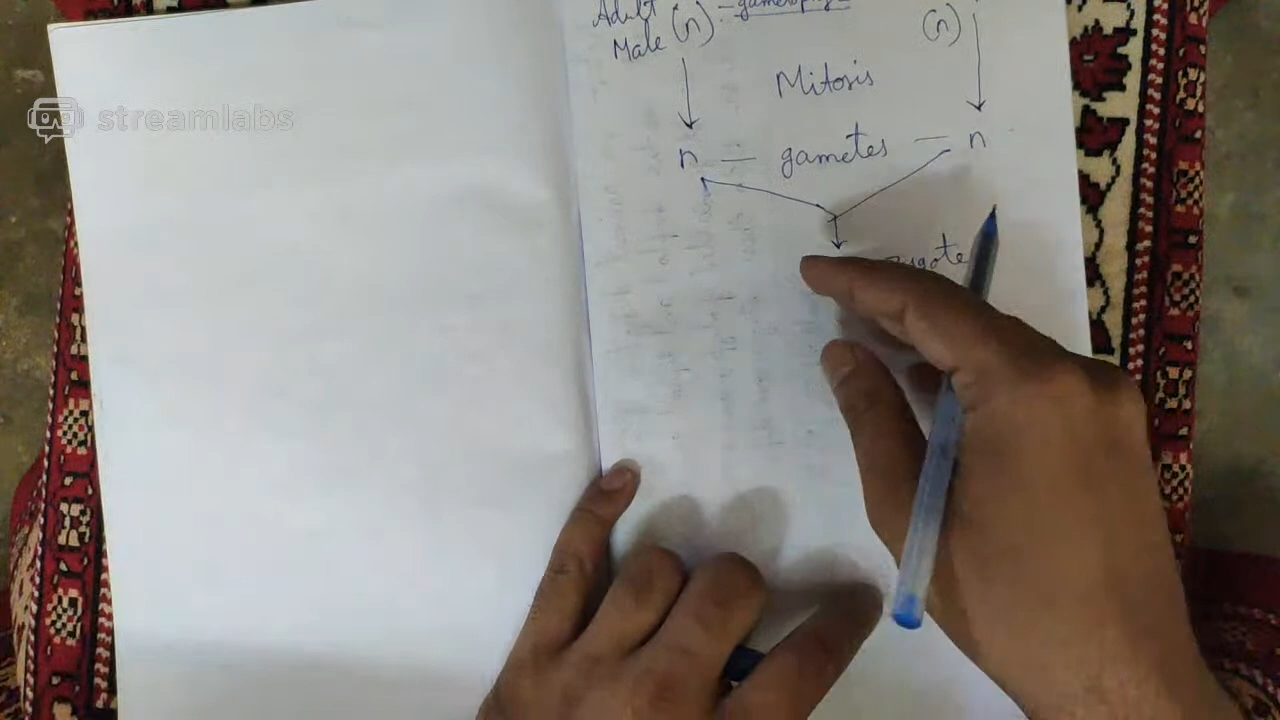 streamlabs
Adult
Male (n) -
(n)
Mitosis
n — gametes — n